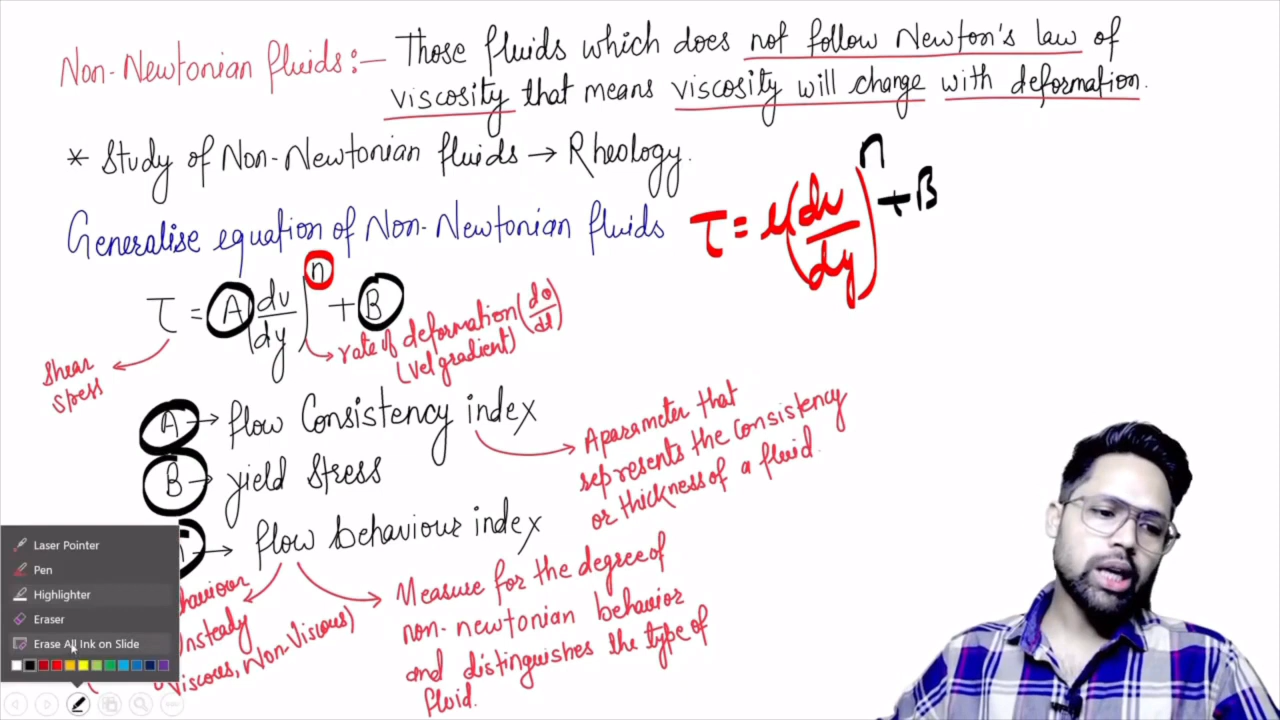 Non-Newtonian fluids:- Those fluids which does not follow Newton's law of
viscosity that means viscosity will change with deformation.
* Study of Non-Newtonian fluids → Rheology.
Generalise equation of Non-Newtonian fluids
τ = μ(du/dy)^n + B
τ = A(du/dy)^n + B
rate of deformation (dθ/dt)
(vel gradient)
Shear
stress
A → flow Consistency index
A parameter that
represents the consistency
or thickness of a fluid.
B → yield stress
→ flow behaviour index
Measure for the degree of
non-newtonian behavior
and distinguishes the type of
fluid.
Viscous, Non-Viscous)
Laser Pointer
Pen
Highlighter
Eraser
Erase All Ink on Slide